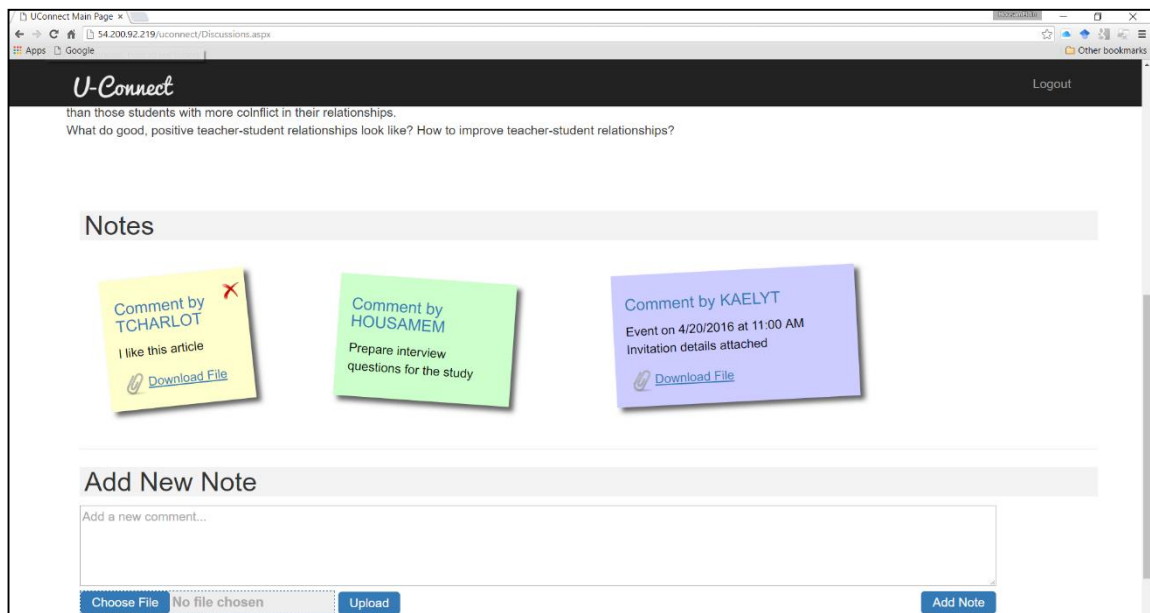 UConnect Main Page
54.200.92.219/uconnect/Discussions.aspx
Apps Google
Other bookmarks
U-Connect
Logout
than those students with more colnflict in their relationships.
What do good, positive teacher-student relationships look like? How to improve teacher-student relationships?
Notes
Comment by
TCHARLOT
I like this article
Download File
Comment by
HOUSAMEM
Prepare interview
questions for the study
Comment by KAELYT
Event on 4/20/2016 at 11:00 AM
Invitation details attached
Download File
Add New Note
Add a new comment...
Choose File No file chosen Upload
Add Note